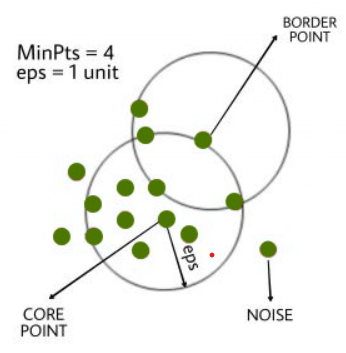 BORDER
POINT
MinPts = 4
eps = 1 unit
eps
CORE
POINT
NOISE